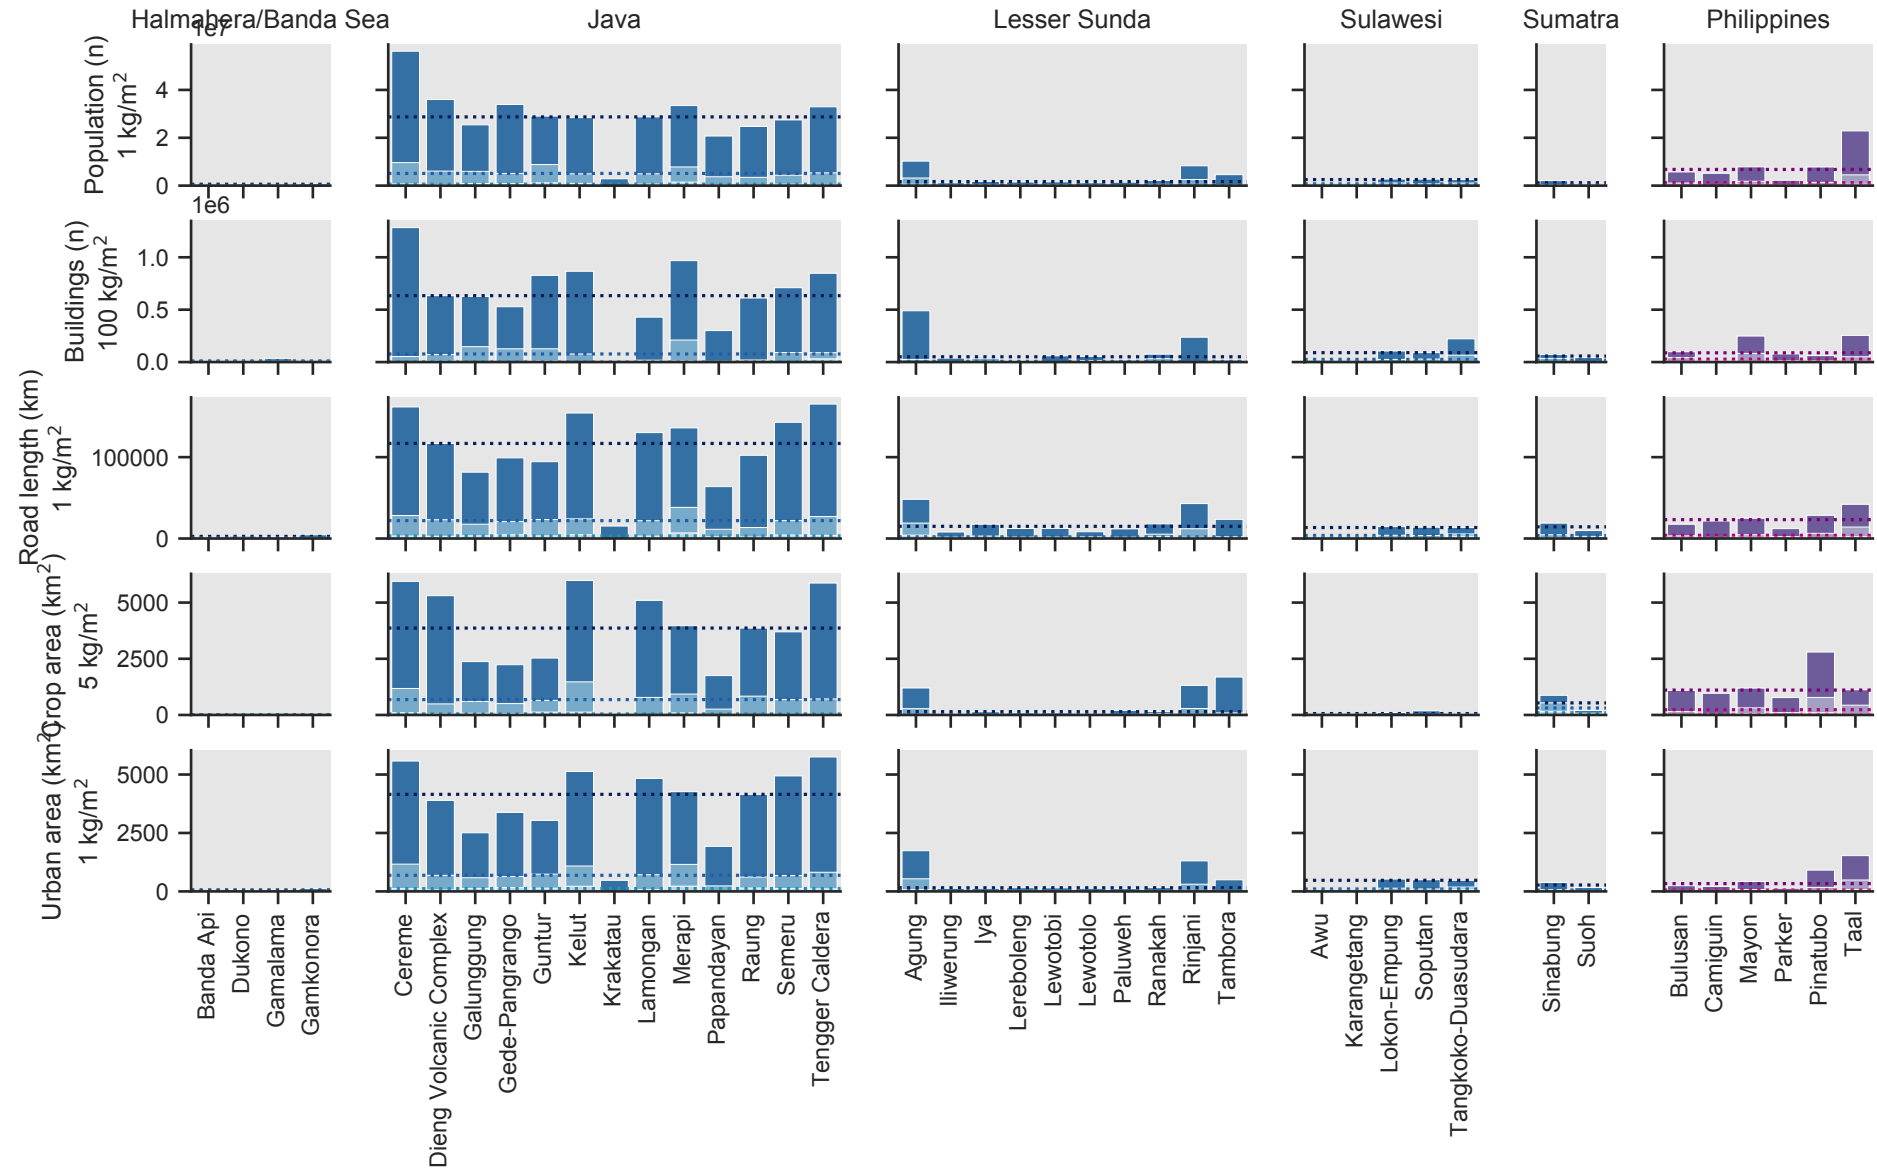 Halmahera/Banda Sea
Java
Lesser Sunda
Sulawesi
Sumatra
Philippines
1e7
Population (n)
1 kg/m²
4
2
0
1e6
Buildings (n)
100 kg/m²
1.0
0.5
0.0
Road length (km)
1 kg/m²
100000
0
Crop area (km²)
5 kg/m²
5000
2500
0
Urban area (km²)
1 kg/m²
5000
2500
0
Banda Api
Dukono
Gamalama
Gamkonora
Cereme
Dieng Volcanic Complex
Galunggung
Gede-Pangrango
Guntur
Kelut
Krakatau
Lamongan
Merapi
Papandayan
Raung
Semeru
Tengger Caldera
Agung
Iliwerung
Iya
Lereboleng
Lewotobi
Lewotolo
Paluweh
Ranakah
Rinjani
Tambora
Awu
Karangetang
Lokon-Empung
Soputan
Tangkoko-Duasudara
Sinabung
Suoh
Bulusan
Camiguin
Mayon
Parker
Pinatubo
Taal